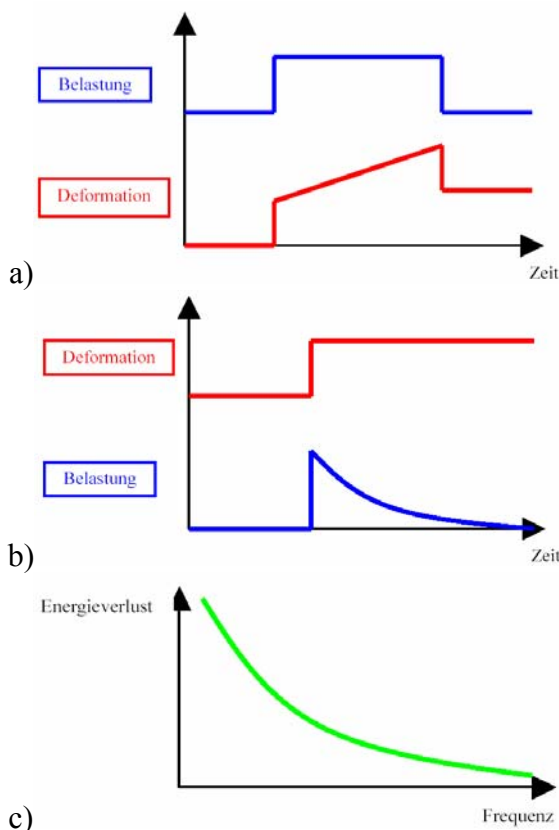 Belastung
Deformation
Zeit
a)
Deformation
Belastung
Zeit
b)
Energieverlust
Frequenz
c)